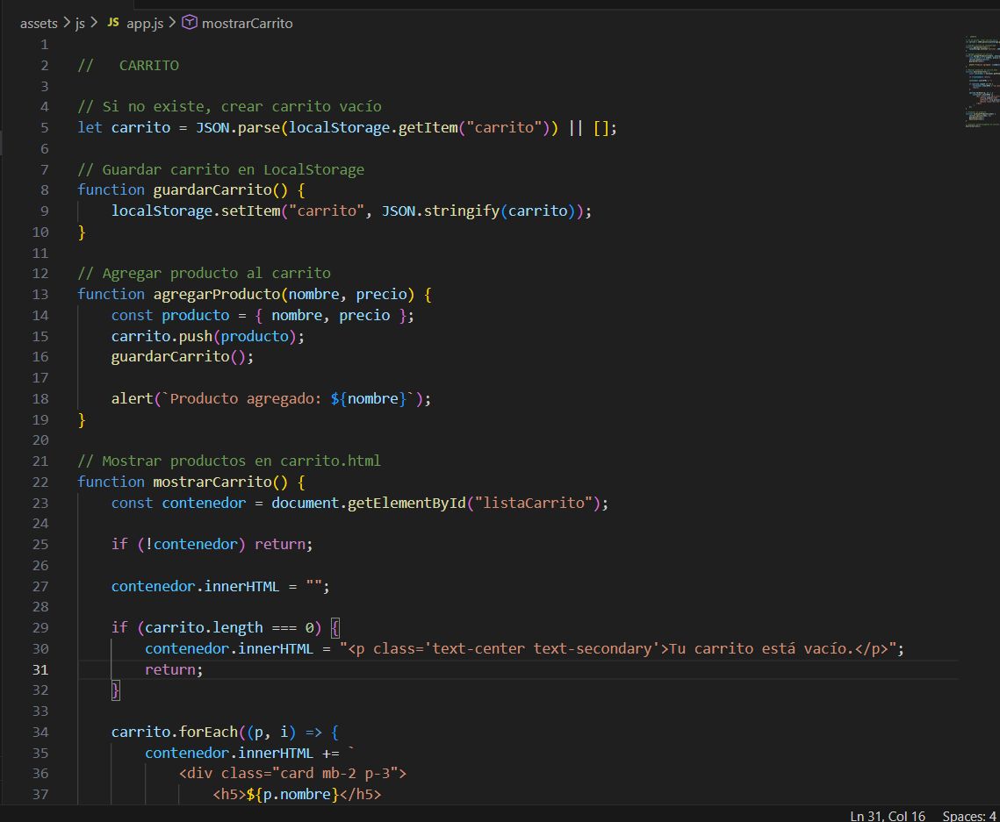 assets > js > JS app.js > mostrarCarrito
1
2 //   CARRITO
3
4 // Si no existe, crear carrito vacío
5 let carrito = JSON.parse(localStorage.getItem("carrito")) || [];
6
7 // Guardar carrito en LocalStorage
8 function guardarCarrito() {
9     localStorage.setItem("carrito", JSON.stringify(carrito));
10 }
11
12 // Agregar producto al carrito
13 function agregarProducto(nombre, precio) {
14     const producto = { nombre, precio };
15     carrito.push(producto);
16     guardarCarrito();
17
18     alert(`Producto agregado: ${nombre}`);
19 }
20
21 // Mostrar productos en carrito.html
22 function mostrarCarrito() {
23     const contenedor = document.getElementById("listaCarrito");
24
25     if (!contenedor) return;
26
27     contenedor.innerHTML = "";
28
29     if (carrito.length === 0) {
30         contenedor.innerHTML = "<p class='text-center text-secondary'>Tu carrito está vacío.</p>";
31         return;
32     }
33
34     carrito.forEach((p, i) => {
35         contenedor.innerHTML += `
36             <div class="card mb-2 p-3">
37                 <h5>${p.nombre}</h5>
Ln 31, Col 16 Spaces: 4